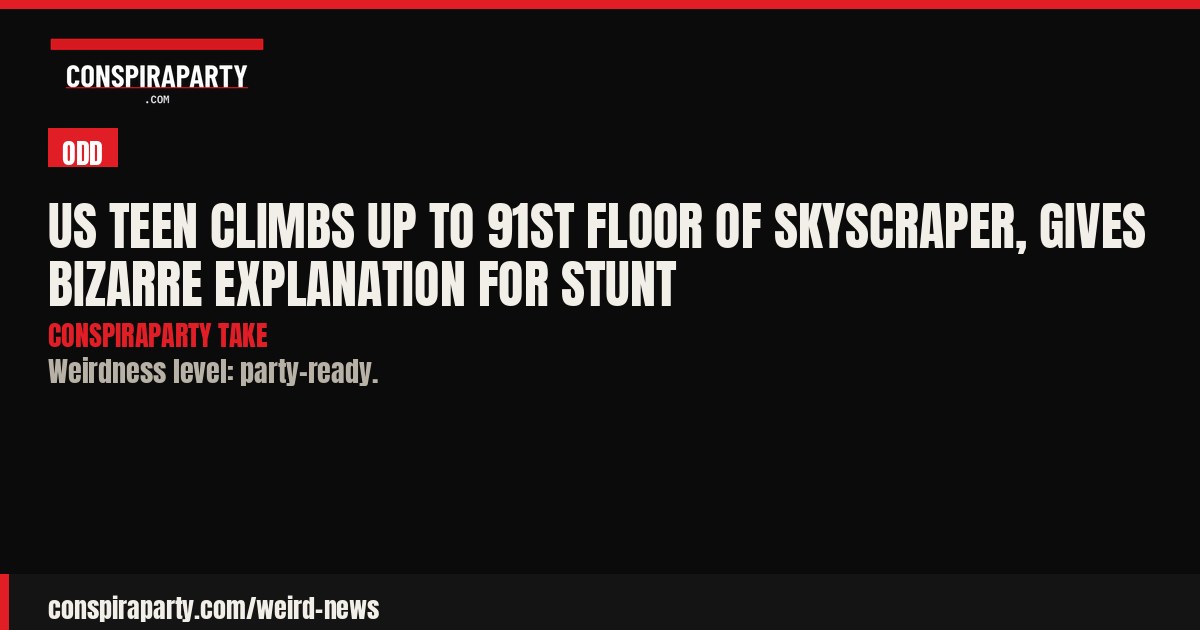 CONSPIRAPARTY
.COM
ODD
US TEEN CLIMBS UP TO 91ST FLOOR OF SKYSCRAPER, GIVES
BIZARRE EXPLANATION FOR STUNT
CONSPIRAPARTY TAKE
Weirdness level: party-ready.
conspiraparty.com/weird-news